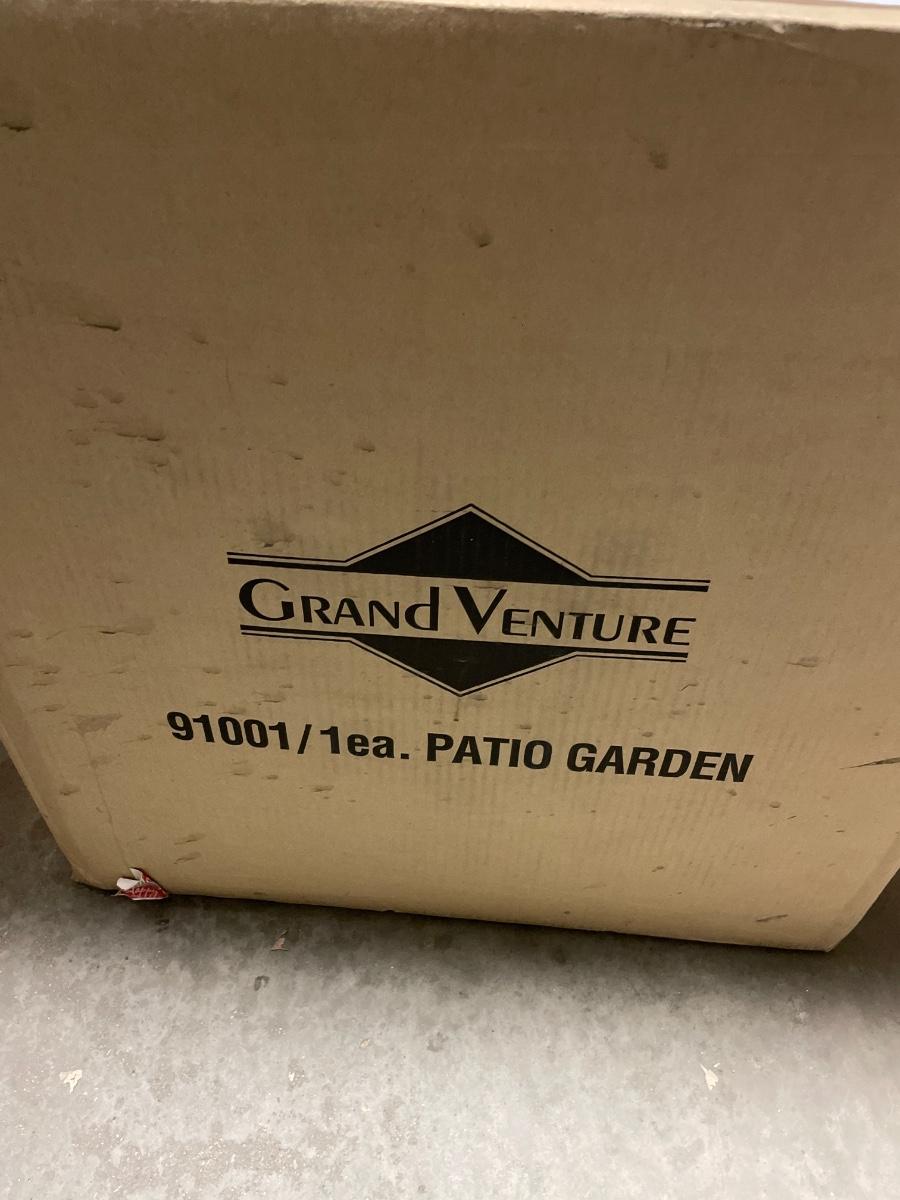 GRANd VENTURE
91001/1ea. PATIO GARDEN